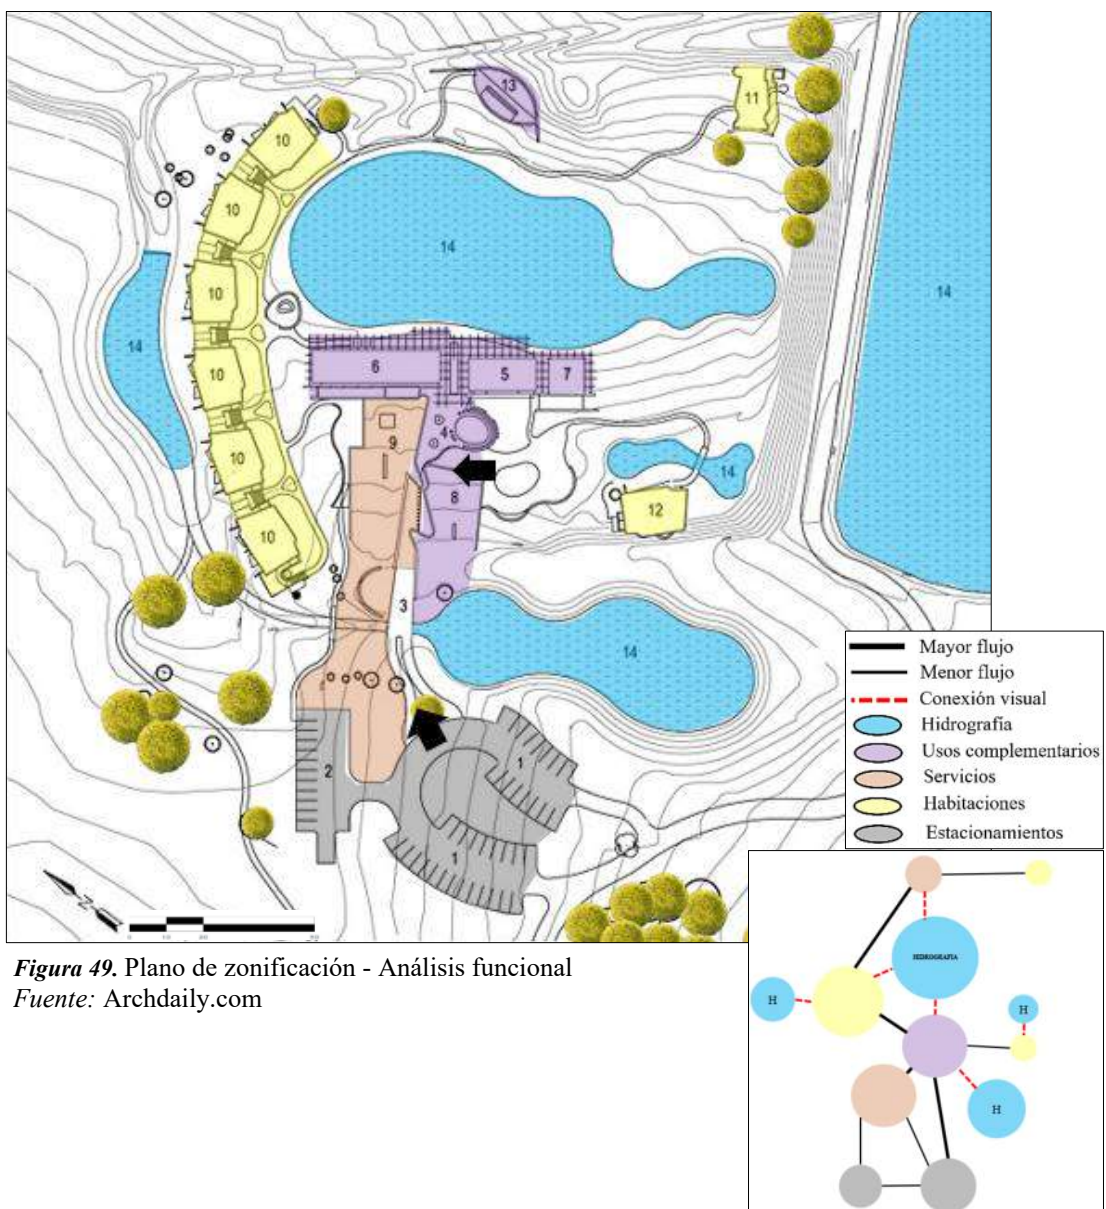 13
11
10
10
14
14
10
14
6
5
7
10
4
9
14
10
8
12
10
3
14
2
1
1
N
Mayor flujo
Menor flujo
Conexión visual
Hidrografía
Usos complementarios
Servicios
Habitaciones
Estacionamientos
HIDROGRAFIA
H
H
H
Figura 49. Plano de zonificación - Análisis funcional
Fuente: Archdaily.com